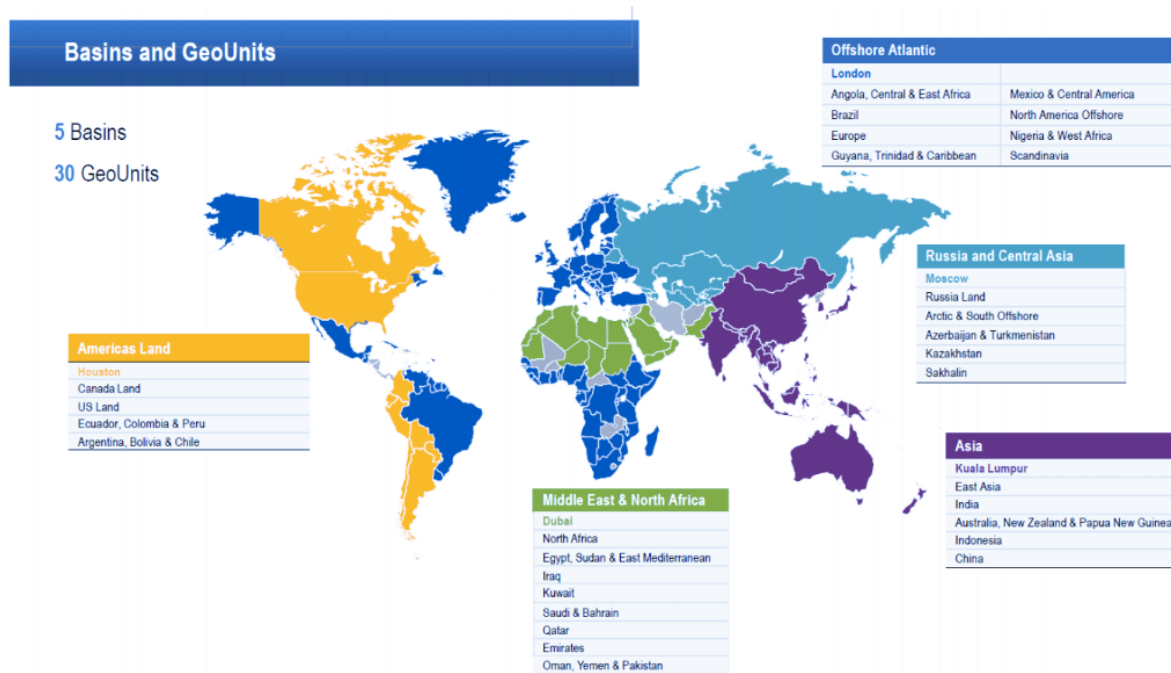 Basins and GeoUnits
5 Basins
30 GeoUnits
Offshore Atlantic
London
Angola, Central & East Africa Mexico & Central America
Brazil North America Offshore
Europe Nigeria & West Africa
Guyana, Trinidad & Caribbean Scandinavia
Russia and Central Asia
Moscow
Russia Land
Arctic & South Offshore
Azerbaijan & Turkmenistan
Kazakhstan
Sakhalin
Americas Land
Houston
Canada Land
US Land
Ecuador, Colombia & Peru
Argentina, Bolivia & Chile
Asia
Kuala Lumpur
East Asia
India
Australia, New Zealand & Papua New Guinea
Indonesia
China
Middle East & North Africa
Dubai
North Africa
Egypt, Sudan & East Mediterranean
Iraq
Kuwait
Saudi & Bahrain
Qatar
Emirates
Oman, Yemen & Pakistan